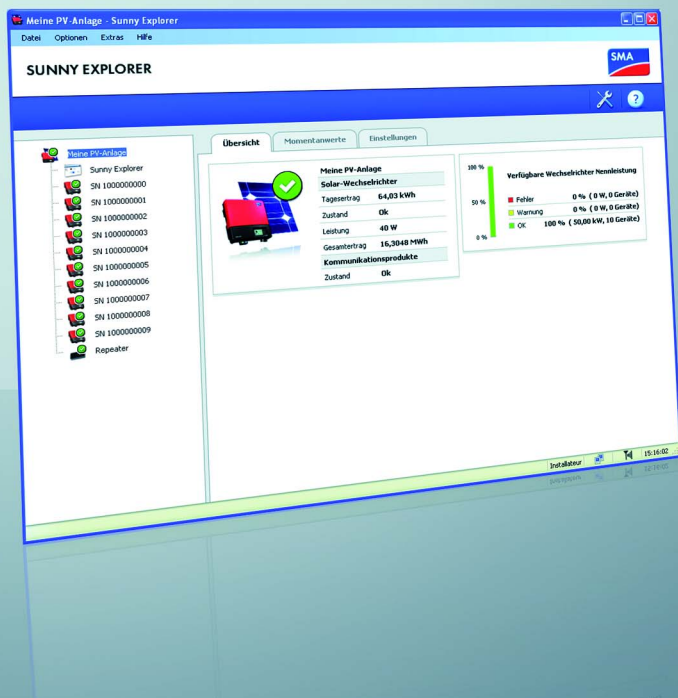 Meine PV-Anlage - Sunny Explorer
Datei Optionen Extras Hilfe
SUNNY EXPLORER
SMA
?
Meine PV-Anlage
Sunny Explorer
SN 1000000000
SN 1000000001
SN 1000000002
SN 1000000003
SN 1000000004
SN 1000000005
SN 1000000006
SN 1000000007
SN 1000000008
SN 1000000009
Repeater
Übersicht Momentanwerte Einstellungen
Meine PV-Anlage
Solar-Wechselrichter
Tagesertrag 64,03 kWh
Zustand Ok
Leistung 40 W
Gesamtertrag 16,3048 MWh
Kommunikationsprodukte
Zustand Ok
100 %
50 %
0 %
Verfügbare Wechselrichter Nennleistung
Fehler 0 % ( 0 W, 0 Geräte)
Warnung 0 % ( 0 W, 0 Geräte)
OK 100 % ( 50,00 kW, 10 Geräte)
Installateur 15:16:02